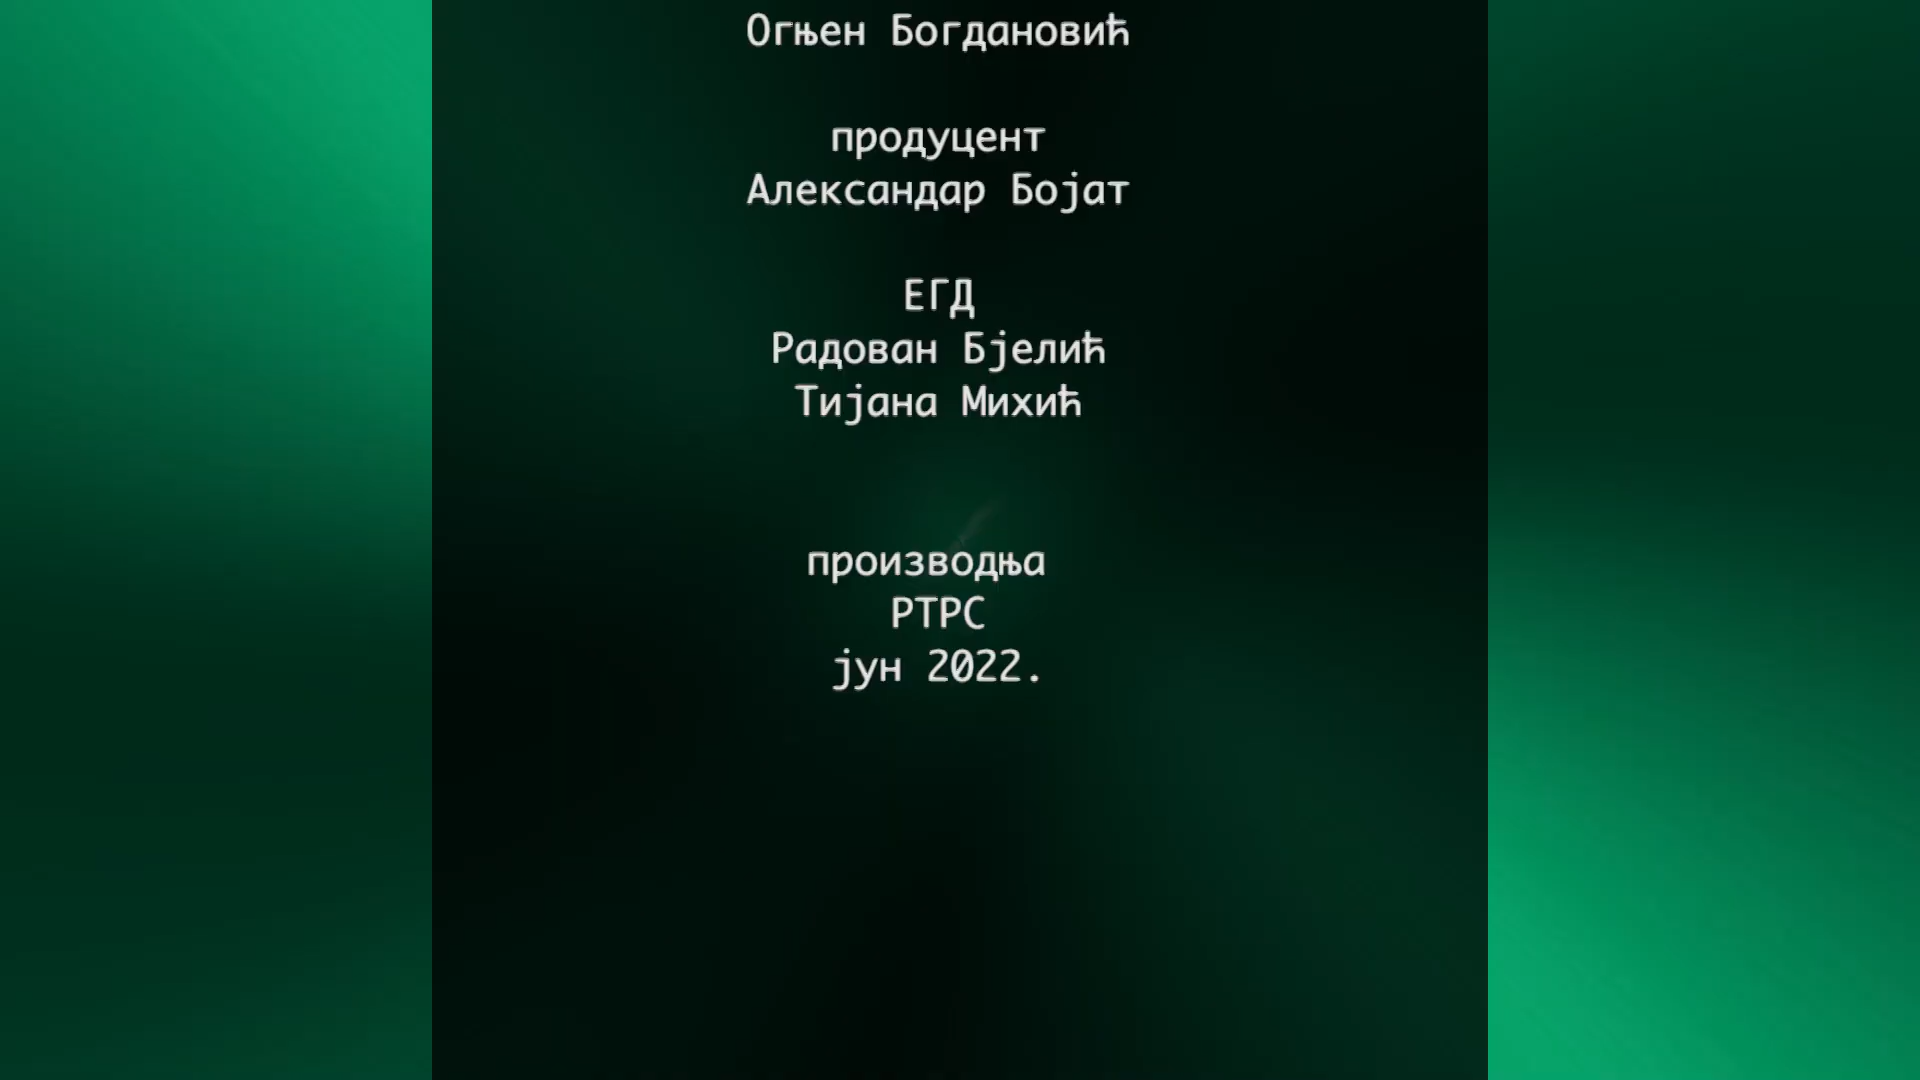 Огњен Богдановић
продуцент
Александар Бојат
ЕГД
Радован Бјелић
Тијана Михић
производња
РТРС
јун 2022.